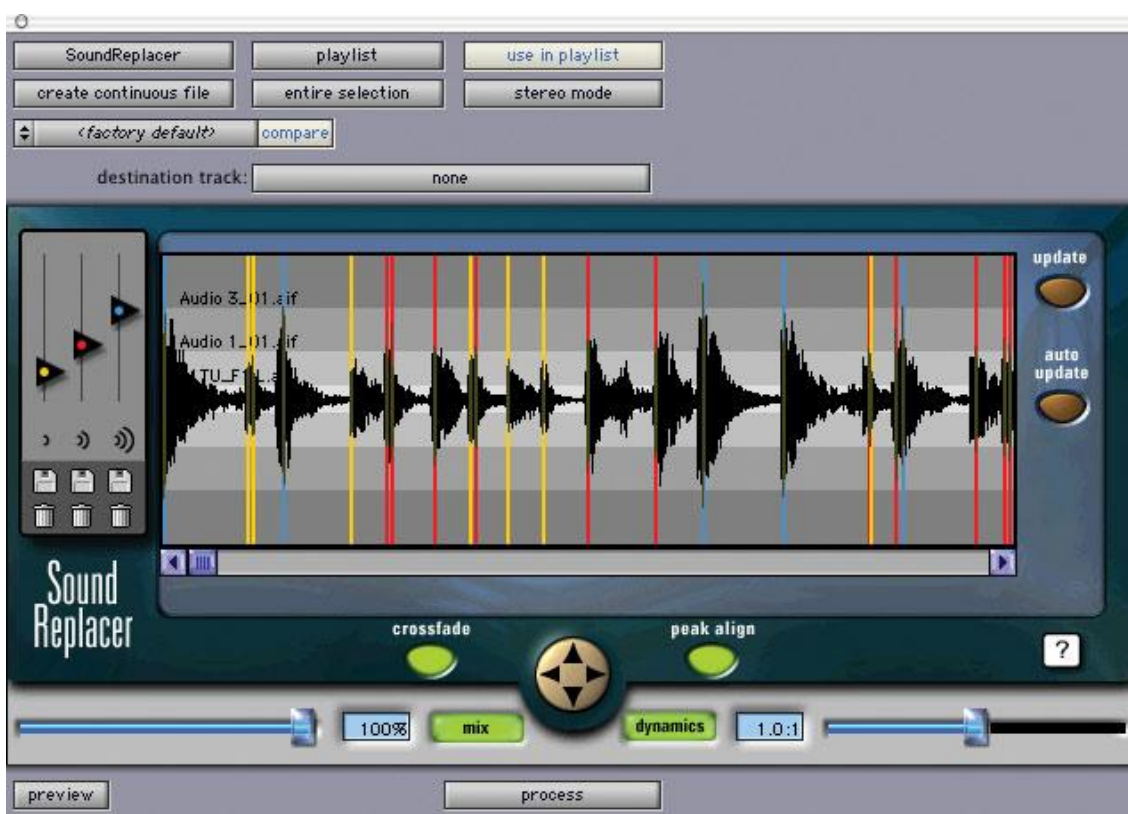 SoundReplacer playlist use in playlist
create continuous file entire selection stereo mode
<factory default> compare
destination track: none
update
Audio 3_01.aif
Audio 1_01.aif
auto
update
Sound
Replacer
crossfade peak align
?
100% mix dynamics 1.0:1
preview process